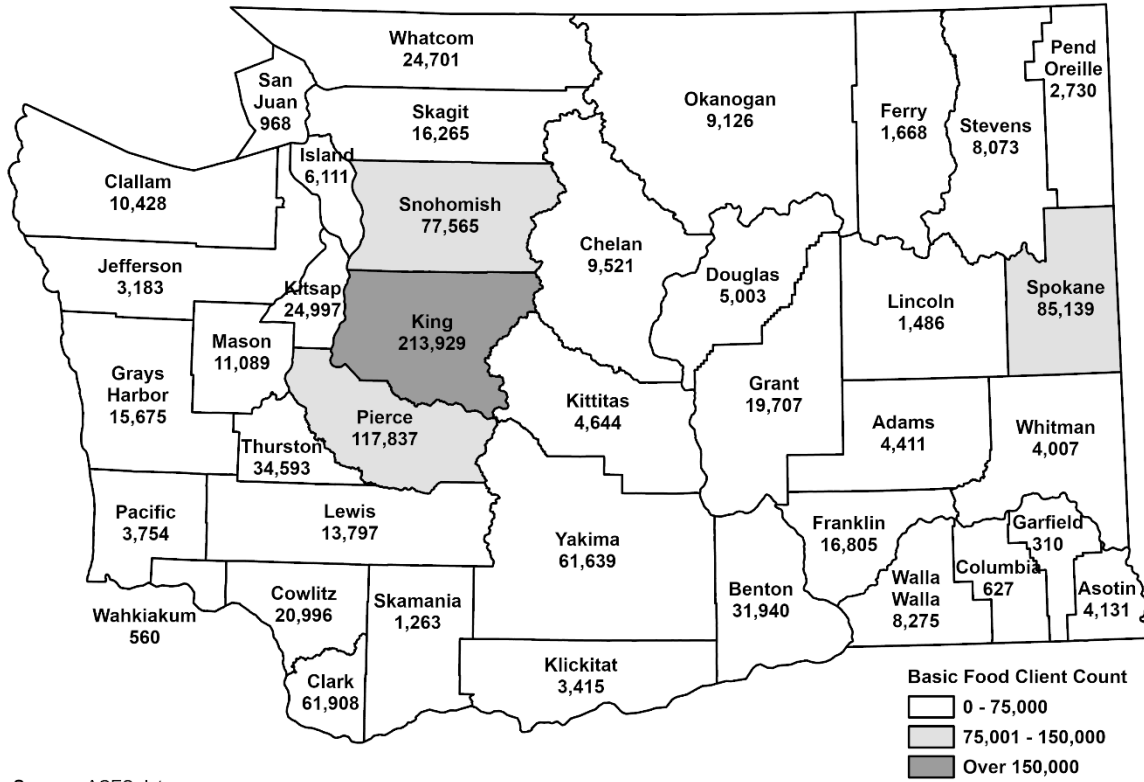 Whatcom
24,701
San
Juan
968
Skagit
16,265
Okanogan
9,126
Ferry
1,668
Stevens
8,073
Pend
Oreille
2,730
Island
6,111
Clallam
10,428
Snohomish
77,565
Chelan
9,521
Douglas
5,003
Jefferson
3,183
Kitsap
24,997
King
213,929
Lincoln
1,486
Spokane
85,139
Mason
11,089
Grays
Harbor
15,675
Pierce
117,837
Kittitas
4,644
Grant
19,707
Adams
4,411
Whitman
4,007
Thurston
34,593
Pacific
3,754
Lewis
13,797
Yakima
61,639
Franklin
16,805
Garfield
310
Columbia
627
Walla
Walla
8,275
Asotin
4,131
Benton
31,940
Wahkiakum
560
Cowlitz
20,996
Skamania
1,263
Klickitat
3,415
Clark
61,908
Basic Food Client Count
0 - 75,000
75,001 - 150,000
Over 150,000